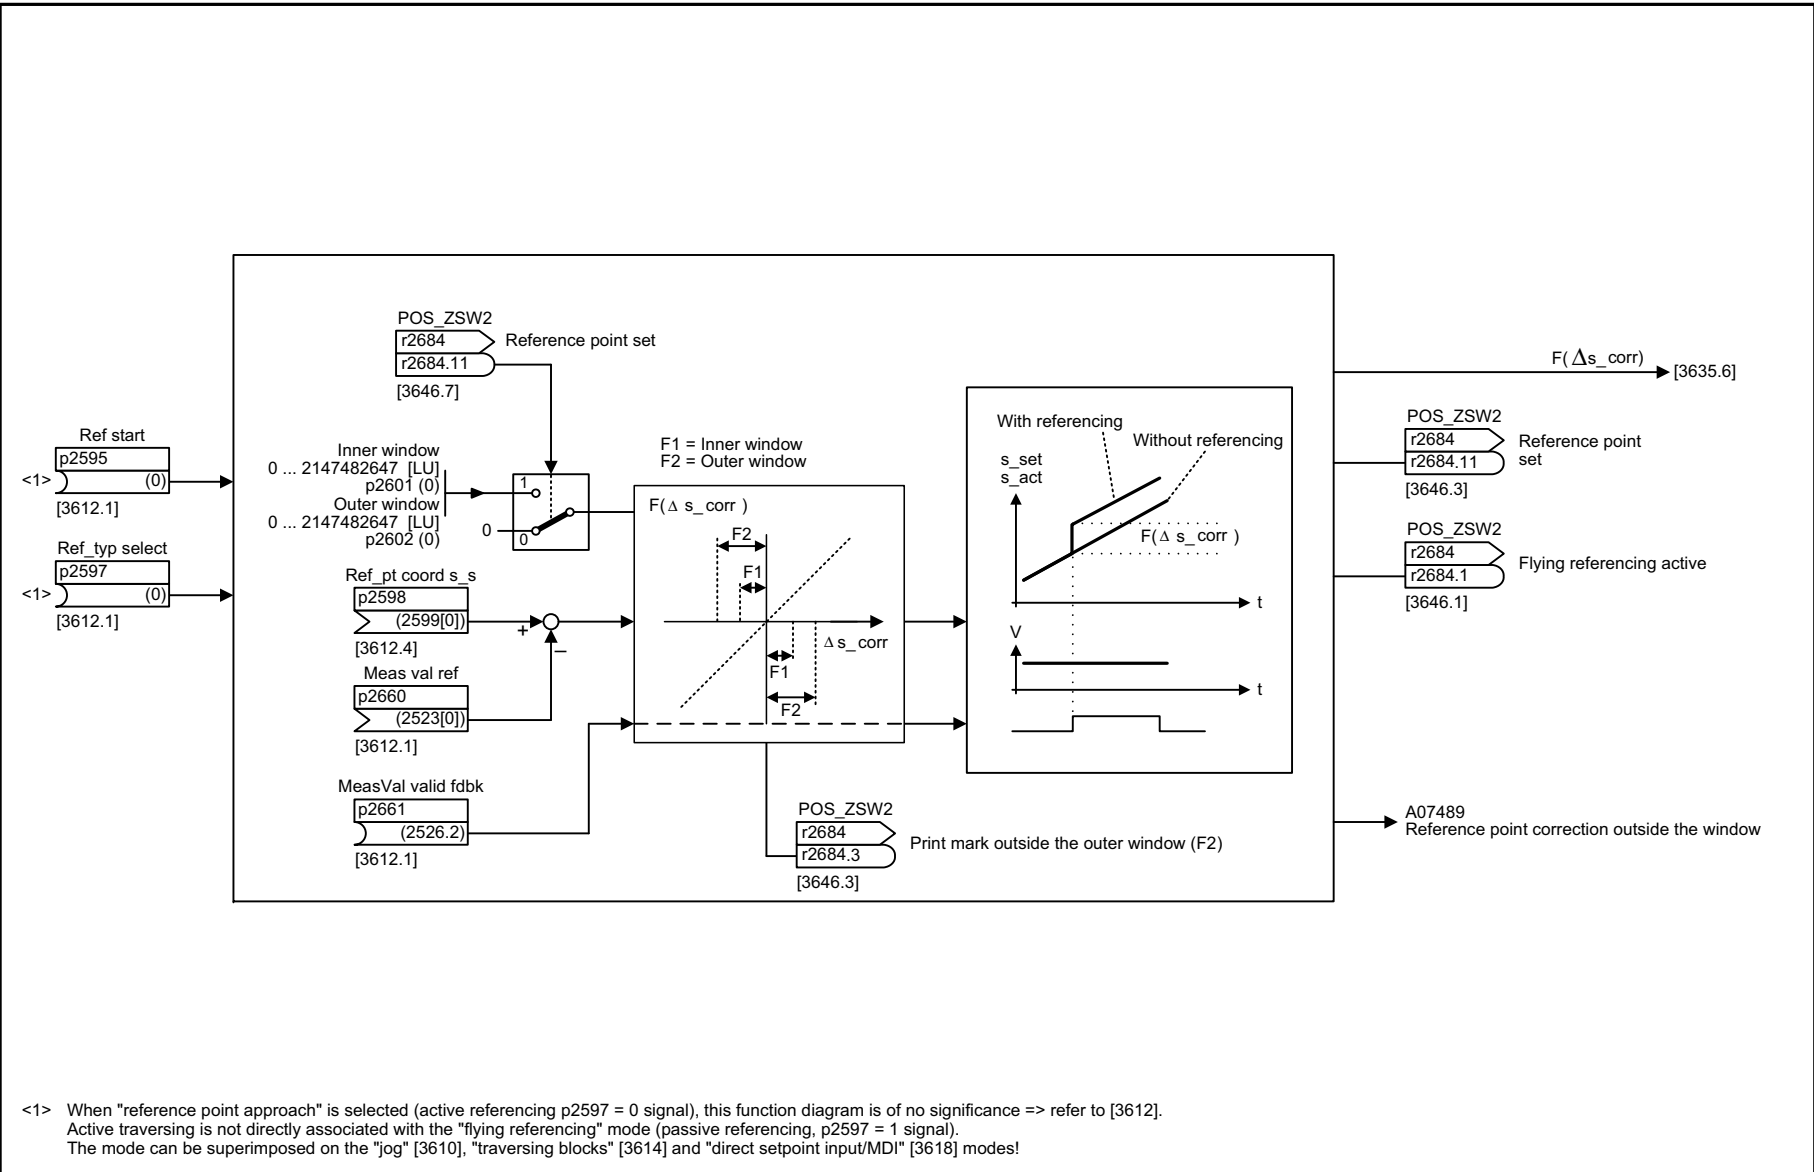 POS_ZSW2
r2684
Reference point set
r2684.11
[3646.7]
Ref start
p2595
<1>
(0)
[3612.1]
Ref_typ select
p2597
<1>
(0)
[3612.1]
Inner window
0 ... 2147482647 [LU]
p2601 (0)
Outer window
0 ... 2147482647 [LU]
p2602 (0)
1
0
0
F1 = Inner window
F2 = Outer window
Ref_pt coord s_s
p2598
(2599[0])
[3612.4]
+
–
Meas val ref
p2660
(2523[0])
[3612.1]
MeasVal valid fdbk
p2661
(2526.2)
[3612.1]
F(Δ s_corr )
F2
F1
Δ s_corr
F1
F2
POS_ZSW2
r2684
r2684.3
Print mark outside the outer window (F2)
[3646.3]
With referencing
Without referencing
s_set
s_act
F(Δ s_corr )
t
V
t
F(Δs_corr)
[3635.6]
POS_ZSW2
r2684
Reference point
set
r2684.11
[3646.3]
POS_ZSW2
r2684
Flying referencing active
r2684.1
[3646.1]
A07489
Reference point correction outside the window
<1> When "reference point approach" is selected (active referencing p2597 = 0 signal), this function diagram is of no significance => refer to [3612].
Active traversing is not directly associated with the "flying referencing" mode (passive referencing, p2597 = 1 signal).
The mode can be superimposed on the "jog" [3610], "traversing blocks" [3614] and "direct setpoint input/MDI" [3618] modes!